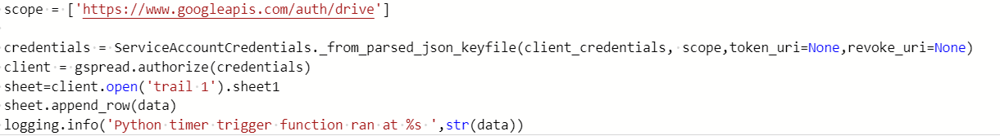 scope = ['https://www.googleapis.com/auth/drive']
credentials = ServiceAccountCredentials._from_parsed_json_keyfile(client_credentials, scope,token_uri=None,revoke_uri=None)
client = gspread.authorize(credentials)
sheet=client.open('trail 1').sheet1
sheet.append_row(data)
logging.info('Python timer trigger function ran at %s ',str(data))